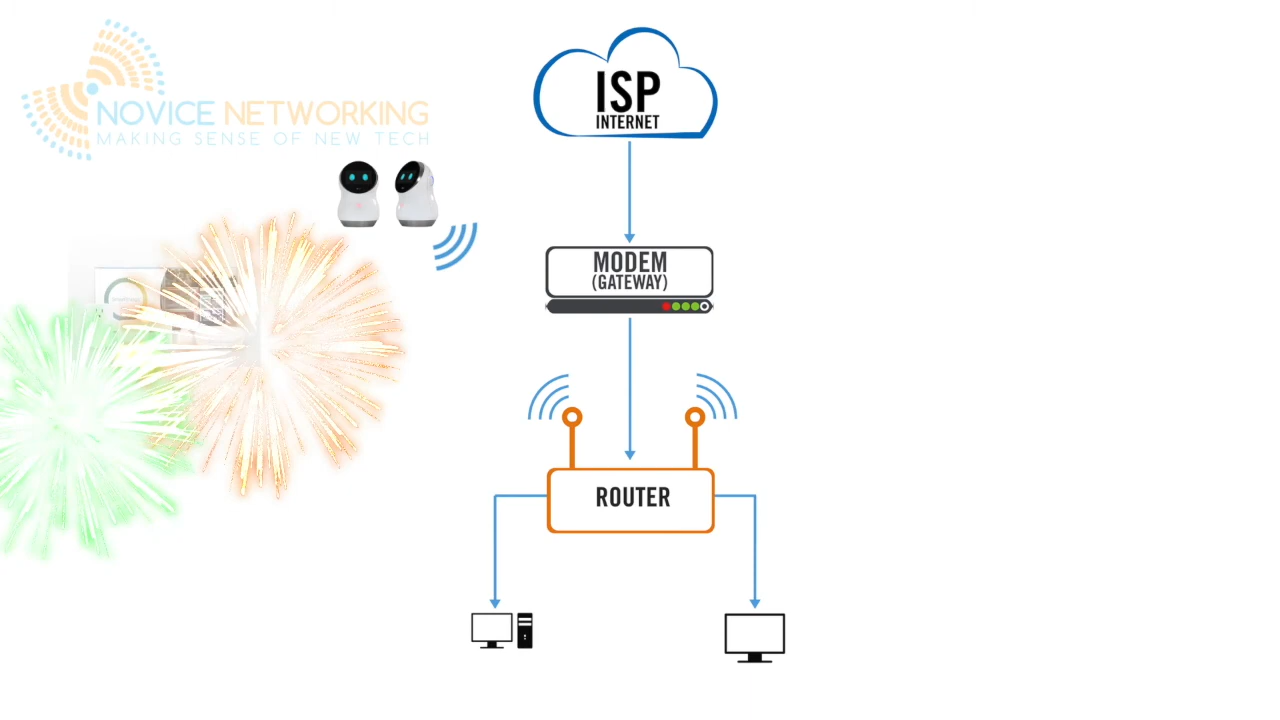 NOVICE NETWORKING
MAKING SENSE OF NEW TECH
ISP
INTERNET
MODEM
(GATEWAY)
ROUTER